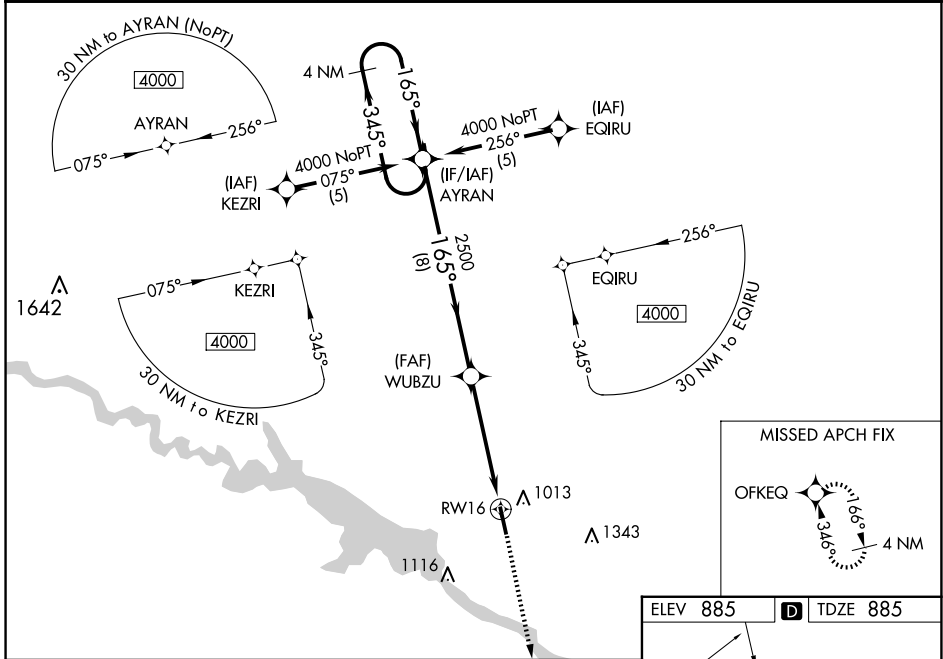 30 NM to AYRAN (NoPT)
4000
AYRAN
075°
256°
4 NM
165°
345°
(IAF)
EQIRU
4000 NoPT
256°
(5)
4000 NoPT
075°
(5)
(IAF)
KEZRI
(IF/IAF)
AYRAN
2500
165°
(8)
075°
KEZRI
4000
345°
30 NM to KEZRI
256°
EQIRU
4000
345°
30 NM to EQIRU
1642
(FAF)
WUBZU
RW16
1013
1343
1116
MISSED APCH FIX
OFKEQ
166°
346°
4 NM
ELEV 885
D
TDZE 885